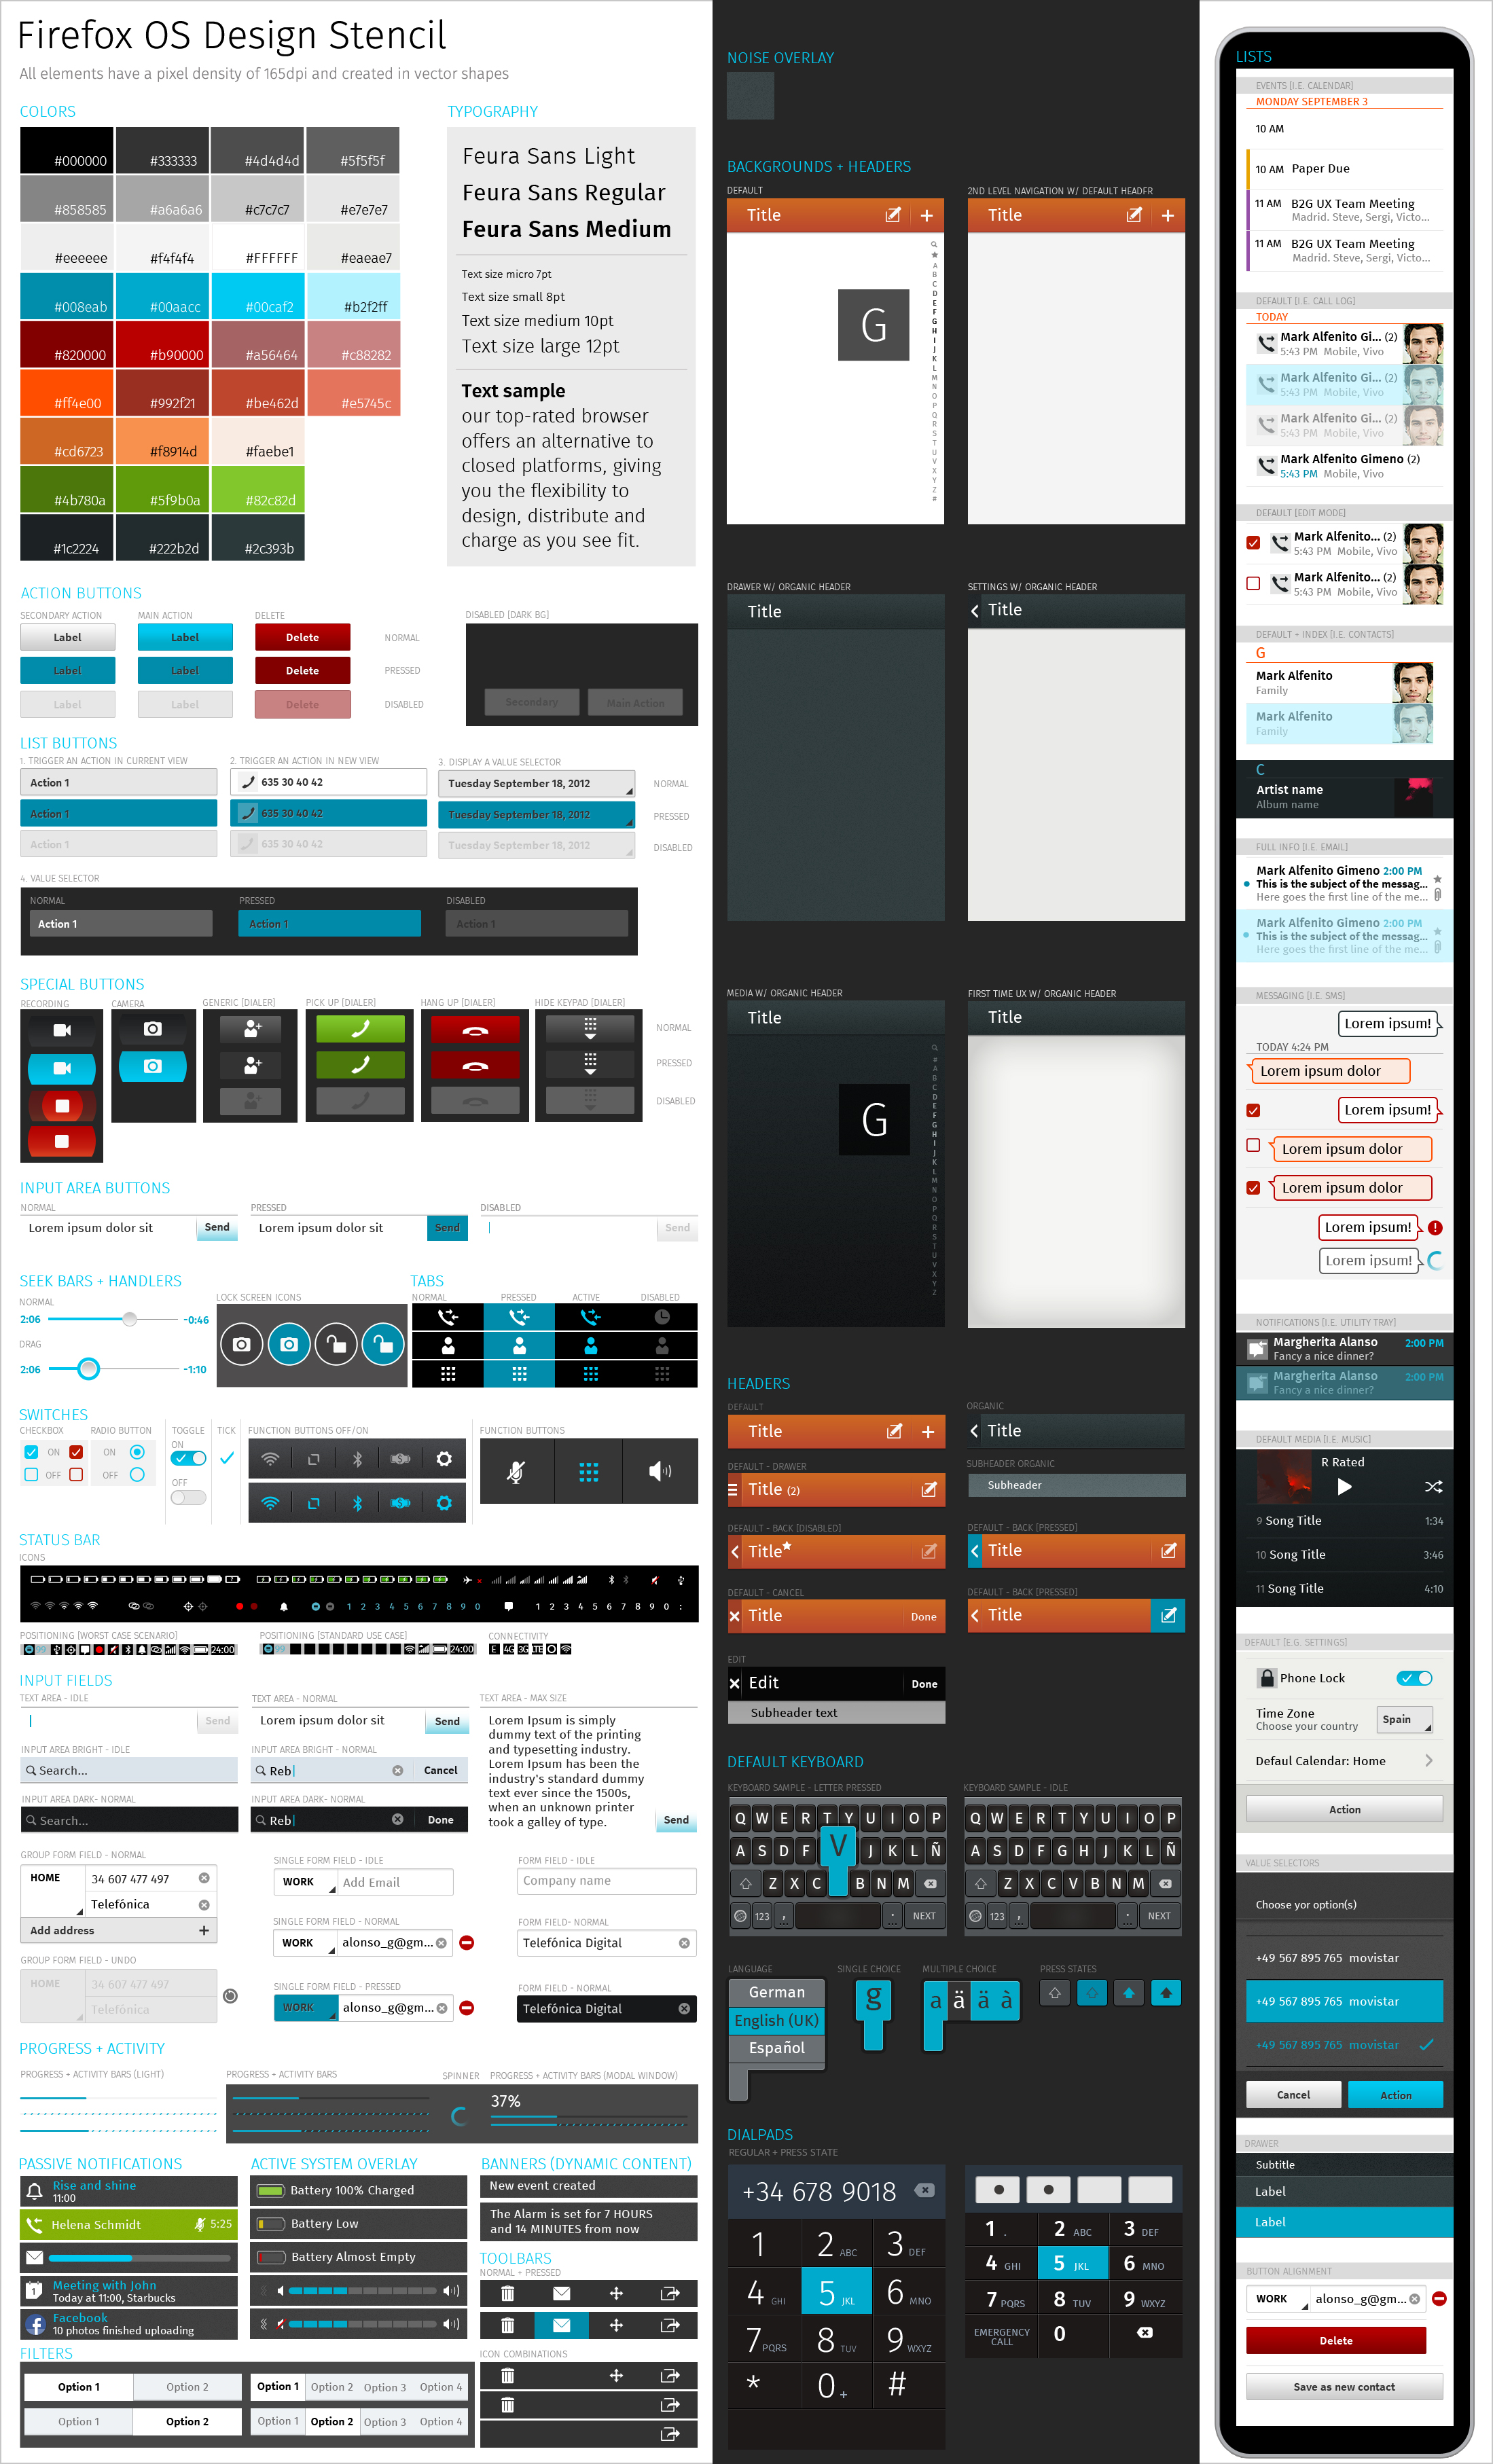 Firefox OS Design Stencil
All elements have a pixel density of 165dpi and created in vector shapes
COLORS
#000000 #333333 #4d4d4d #5f5f5f
#858585 #a6a6a6 #c7c7c7 #e7e7e7
#eeeeee #f4f4f4 #FFFFFF #eaeae7
#008eab #00aacc #00caf2 #b2f2ff
#820000 #b90000 #a56464 #c88282
#ff4e00 #992f21 #be462d #e5745c
#cd6723 #f8914d #faebe1
#4b780a #5f9b0a #82c82d
#1c2224 #222b2d #2c393b
TYPOGRAPHY
Feura Sans Light
Feura Sans Regular
Feura Sans Medium
Text size micro 7pt
Text size small 8pt
Text size medium 10pt
Text size large 12pt
Text sample
our top-rated browser
offers an alternative to
closed platforms, giving
you the flexibility to
design, distribute and
charge as you see fit.
ACTION BUTTONS
SECONDARY ACTION MAIN ACTION DELETE DISABLED [DARK BG]
Label Label Delete NORMAL
Label Label Delete PRESSED
Label Label Delete DISABLED
Secondary Main Action
LIST BUTTONS
1. TRIGGER AN ACTION IN CURRENT VIEW 2. TRIGGER AN ACTION IN NEW VIEW 3. DISPLAY A VALUE SELECTOR
Action 1 635 30 40 42 Tuesday September 18, 2012 NORMAL
Action 1 635 30 40 42 Tuesday September 18, 2012 PRESSED
Action 1 635 30 40 42 Tuesday September 18, 2012 DISABLED
4. VALUE SELECTOR
NORMAL PRESSED DISABLED
Action 1 Action 1 Action 1
SPECIAL BUTTONS
RECORDING CAMERA GENERIC [DIALER] PICK UP [DIALER] HANG UP [DIALER] HIDE KEYPAD [DIALER]
NORMAL
PRESSED
DISABLED
INPUT AREA BUTTONS
NORMAL PRESSED DISABLED
Lorem ipsum dolor sit Send Lorem ipsum dolor sit Send Send
SEEK BARS + HANDLERS
NORMAL LOCK SCREEN ICONS
2:06 -0:46
DRAG
2:06 -1:10
TABS
NORMAL PRESSED ACTIVE DISABLED
SWITCHES
CHECKBOX RADIO BUTTON TOGGLE TICK FUNCTION BUTTONS OFF/ON FUNCTION BUTTONS
ON ON ON
OFF OFF OFF
STATUS BAR
ICONS
1 2 3 4 5 6 7 8 9 0 1 2 3 4 5 6 7 8 9 0 :
POSITIONING [WORST CASE SCENARIO] POSITIONING [STANDARD USE CASE] CONNECTIVITY
24:00 24:00 E 4G 3G LTE O
INPUT FIELDS
TEXT AREA - IDLE TEXT AREA - NORMAL TEXT AREA - MAX SIZE
Send Lorem ipsum dolor sit Send
Lorem Ipsum is simply
dummy text of the printing
and typesetting industry.
Lorem Ipsum has been the
industry's standard dummy
text ever since the 1500s,
when an unknown printer
took a galley of type. Send
INPUT AREA BRIGHT - IDLE INPUT AREA BRIGHT - NORMAL
Search... Reb Cancel
INPUT AREA DARK- NORMAL INPUT AREA DARK- NORMAL
Search... Reb Done
GROUP FORM FIELD - NORMAL SINGLE FORM FIELD - IDLE FORM FIELD - IDLE
HOME 34 607 477 497 WORK Add Email Company name
Telefónica
Add address +
SINGLE FORM FIELD - NORMAL FORM FIELD- NORMAL
WORK alonso_g@gm... Telefónica Digital
GROUP FORM FIELD - UNDO
HOME 34 607 477 497
Telefónica
SINGLE FORM FIELD - PRESSED FORM FIELD - NORMAL
WORK alonso_g@gm... Telefónica Digital
PROGRESS + ACTIVITY
PROGRESS + ACTIVITY BARS (LIGHT) PROGRESS + ACTIVITY BARS SPINNER PROGRESS + ACTIVITY BARS (MODAL WINDOW)
37%
PASSIVE NOTIFICATIONS
Rise and shine
11:00
Helena Schmidt 5:25
1 Meeting with John
Today at 11:00, Starbucks
Facebook
10 photos finished uploading
ACTIVE SYSTEM OVERLAY
Battery 100% Charged
Battery Low
Battery Almost Empty
BANNERS (DYNAMIC CONTENT)
New event created
The Alarm is set for 7 HOURS
and 14 MINUTES from now
TOOLBARS
NORMAL + PRESSED
ICON COMBINATIONS
FILTERS
Option 1 Option 2 Option 1 Option 2 Option 3 Option 4
Option 1 Option 2 Option 1 Option 2 Option 3 Option 4
NOISE OVERLAY
BACKGROUNDS + HEADERS
DEFAULT 2ND LEVEL NAVIGATION W/ DEFAULT HEADFR
Title + Title +
G
A
B
C
D
E
F
G
H
I
J
K
L
M
N
O
P
Q
R
S
T
U
V
X
Y
Z
#
DRAWER W/ ORGANIC HEADER SETTINGS W/ ORGANIC HEADER
Title Title
MEDIA W/ ORGANIC HEADER FIRST TIME UX W/ ORGANIC HEADER
Title Title
G
#
A
B
C
D
E
F
G
H
I
J
K
L
M
N
O
P
Q
R
S
T
U
V
X
Y
Z
HEADERS
DEFAULT ORGANIC
Title + Title
DEFAULT - DRAWER SUBHEADER ORGANIC
Title (2) Subheader
DEFAULT - BACK [DISABLED] DEFAULT - BACK [PRESSED]
Title Title
DEFAULT - CANCEL DEFAULT - BACK [PRESSED]
Title Done Title
EDIT
Edit Done
Subheader text
DEFAULT KEYBOARD
KEYBOARD SAMPLE - LETTER PRESSED KEYBOARD SAMPLE - IDLE
Q W E R T Y U I O P Q W E R T Y U I O P
A S D F V J K L Ñ A S D F G H J K L Ñ
Z X C B N M Z X C V B N M
123 , . NEXT 123 , . NEXT
LANGUAGE SINGLE CHOICE MULTIPLE CHOICE PRESS STATES
German
English (UK)
Español
g
a ä ä à
DIALPADS
REGULAR + PRESS STATE
+34 678 9018
1 2 ABC 3 DEF
4 GHI 5 JKL 6 MNO
7 PQRS 8 TUV 9 WXYZ
* 0 + #
1 . 2 ABC 3 DEF
4 GHI 5 JKL 6 MNO
7 PQRS 8 TUV 9 WXYZ
EMERGENCY
CALL 0
LISTS
EVENTS [I.E. CALENDAR]
MONDAY SEPTEMBER 3
10 AM
10 AM Paper Due
11 AM B2G UX Team Meeting
Madrid. Steve, Sergi, Victo...
11 AM B2G UX Team Meeting
Madrid. Steve, Sergi, Victo...
DEFAULT [I.E. CALL LOG]
TODAY
Mark Alfenito Gi... (2)
5:43 PM Mobile, Vivo
Mark Alfenito Gi... (2)
5:43 PM Mobile, Vivo
Mark Alfenito Gi... (2)
5:43 PM Mobile, Vivo
Mark Alfenito Gimeno (2)
5:43 PM Mobile, Vivo
DEFAULT [EDIT MODE]
Mark Alfenito... (2)
5:43 PM Mobile, Vivo
Mark Alfenito... (2)
5:43 PM Mobile, Vivo
DEFAULT + INDEX [I.E. CONTACTS]
G
Mark Alfenito
Family
Mark Alfenito
Family
C
Artist name
Album name
FULL INFO [I.E. EMAIL]
Mark Alfenito Gimeno 2:00 PM
This is the subject of the messag...
Here goes the first line of the me...
Mark Alfenito Gimeno 2:00 PM
This is the subject of the messag...
Here goes the first line of the me...
MESSAGING [I.E. SMS]
Lorem ipsum!
TODAY 4:24 PM
Lorem ipsum dolor
Lorem ipsum!
Lorem ipsum dolor
Lorem ipsum dolor
Lorem ipsum!
Lorem ipsum!
NOTIFICATIONS [I.E. UTILITY TRAY]
Margherita Alanso 2:00 PM
Fancy a nice dinner?
Margherita Alanso 2:00 PM
Fancy a nice dinner?
DEFAULT MEDIA [I.E. MUSIC]
R Rated
9 Song Title 1:34
10 Song Title 3:46
11 Song Title 4:10
DEFAULT [E.G. SETTINGS]
Phone Lock
Time Zone
Choose your country Spain
Defaul Calendar: Home
Action
VALUE SELECTORS
Choose yor option(s)
+49 567 895 765 movistar
+49 567 895 765 movistar
+49 567 895 765 movistar
Cancel Action
DRAWER
Subtitle
Label
Label
BUTTON ALIGNMENT
WORK alonso_g@gm...
Delete
Save as new contact